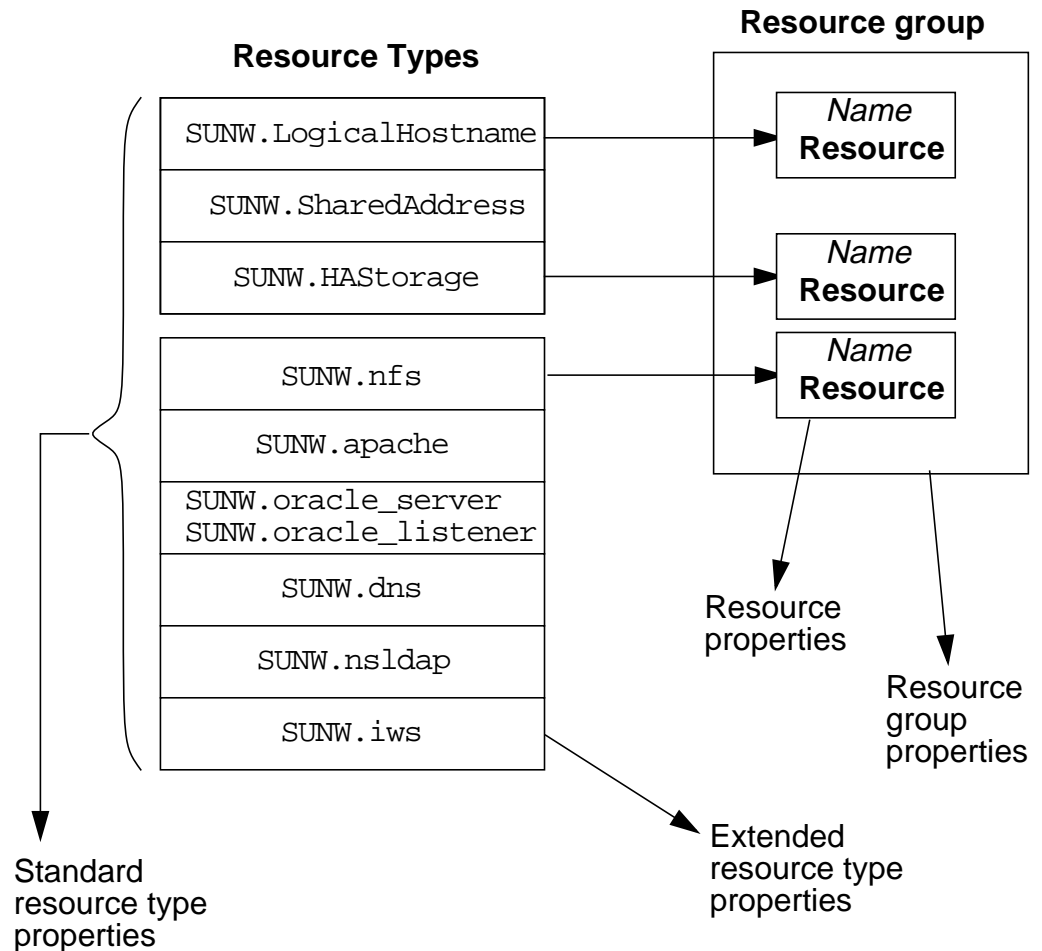 Resource group
Resource Types
SUNW.LogicalHostname
SUNW.SharedAddress
SUNW.HAStorage
SUNW.nfs
SUNW.apache
SUNW.oracle_server
SUNW.oracle_listener
SUNW.dns
SUNW.nsldap
SUNW.iws
Name
Resource
Name
Resource
Name
Resource
Resource
properties
Resource
group
properties
Extended
resource type
properties
Standard
resource type
properties